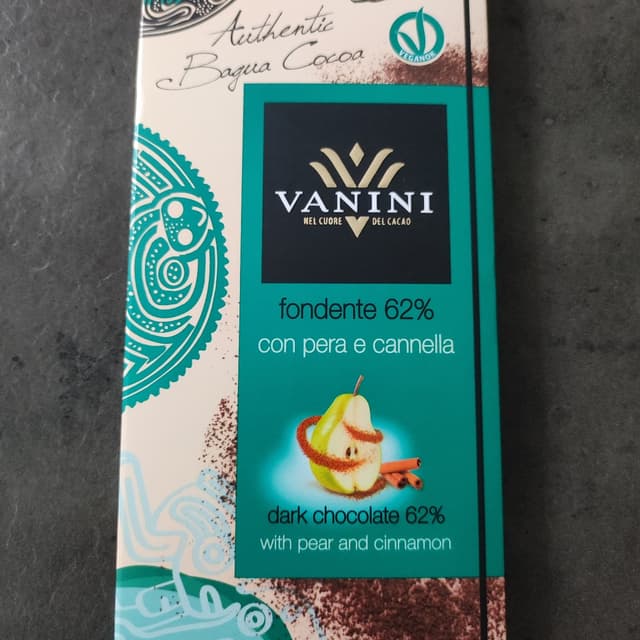 Authentic
Bagua Cocoa
VEGANOK
VANINI
NEL CUORE DEL CACAO
fondente 62%
con pera e cannella
dark chocolate 62%
with pear and cinnamon